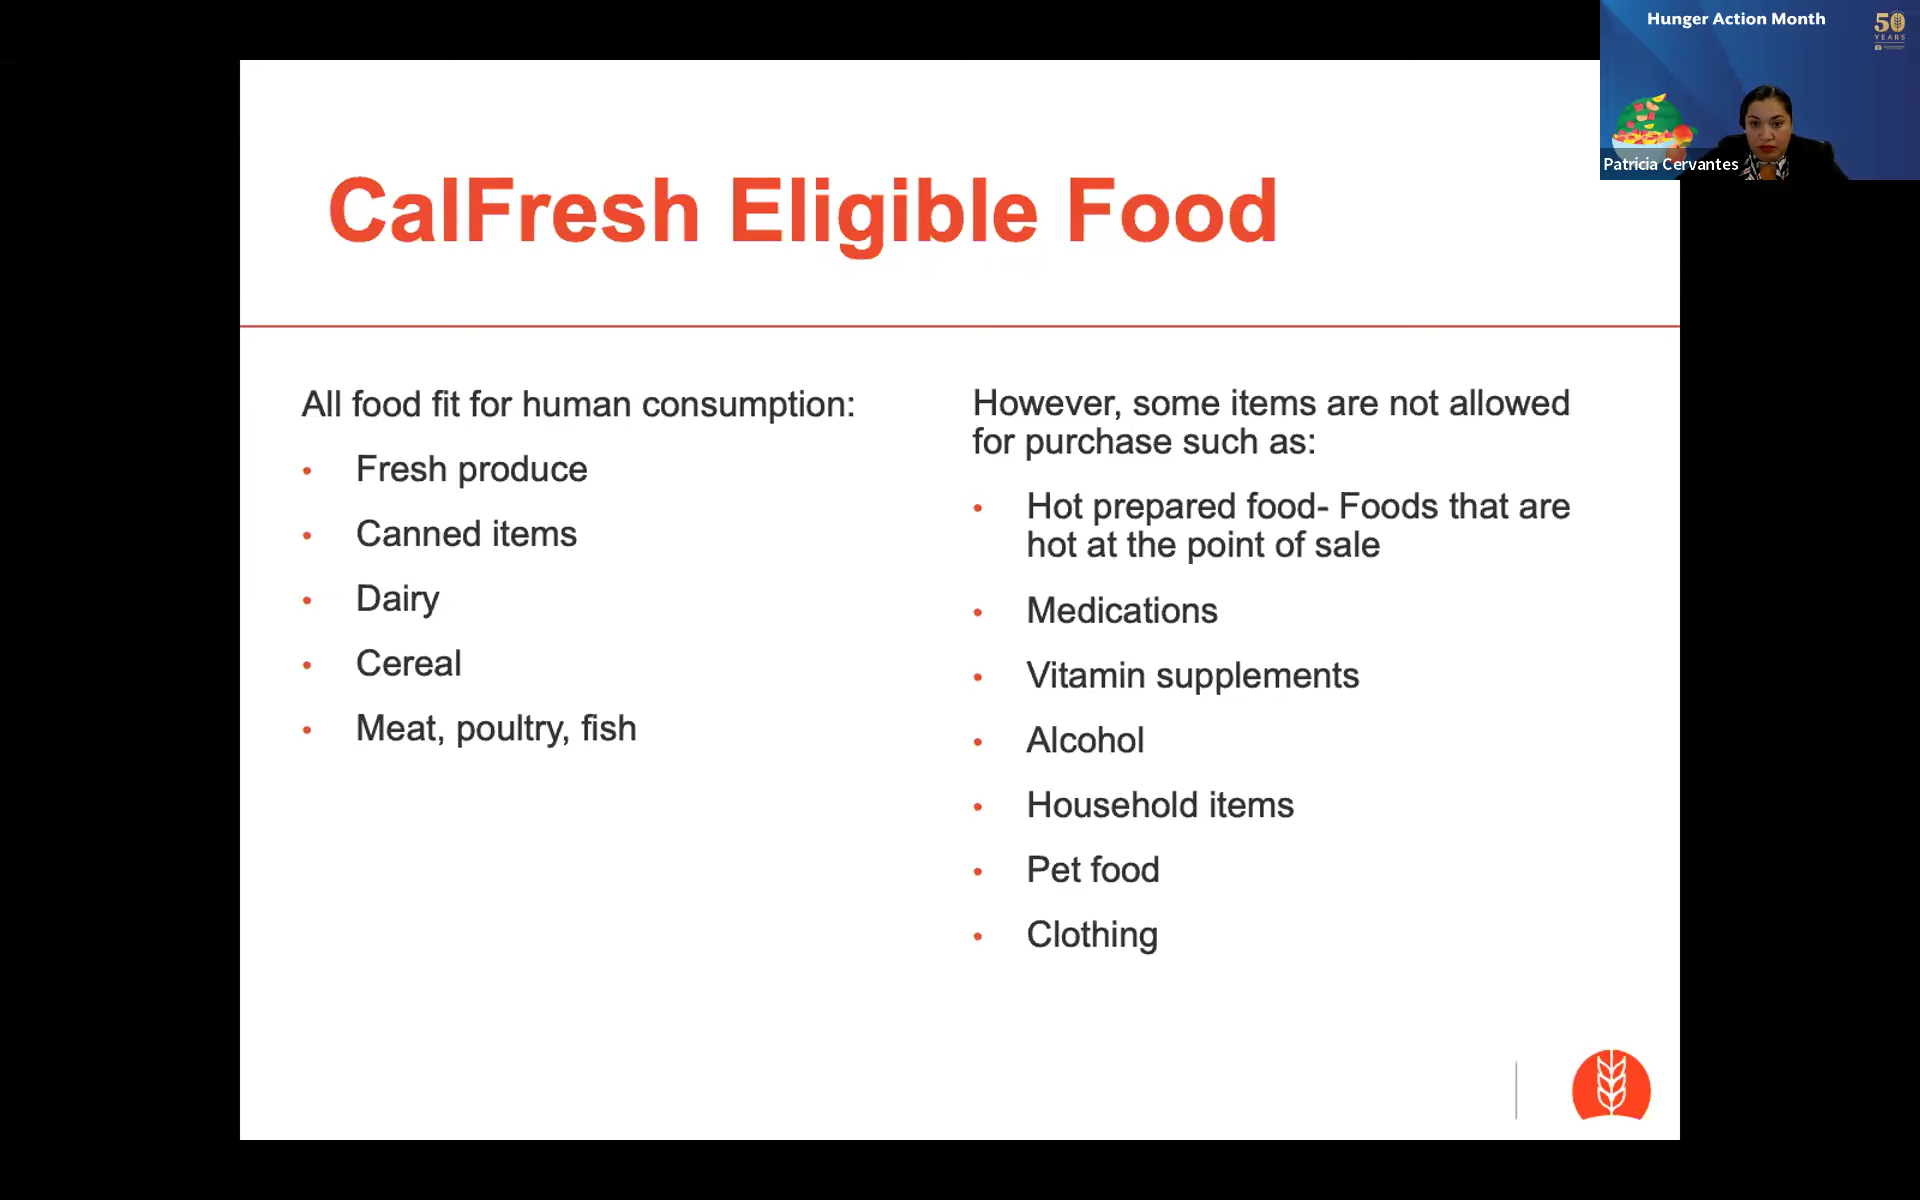 Hunger Action Month
50
YEARS
Patricia Cervantes
CalFresh Eligible Food
All food fit for human consumption:
• Fresh produce
• Canned items
• Dairy
• Cereal
• Meat, poultry, fish
However, some items are not allowed
for purchase such as:
• Hot prepared food- Foods that are
hot at the point of sale
• Medications
• Vitamin supplements
• Alcohol
• Household items
• Pet food
• Clothing